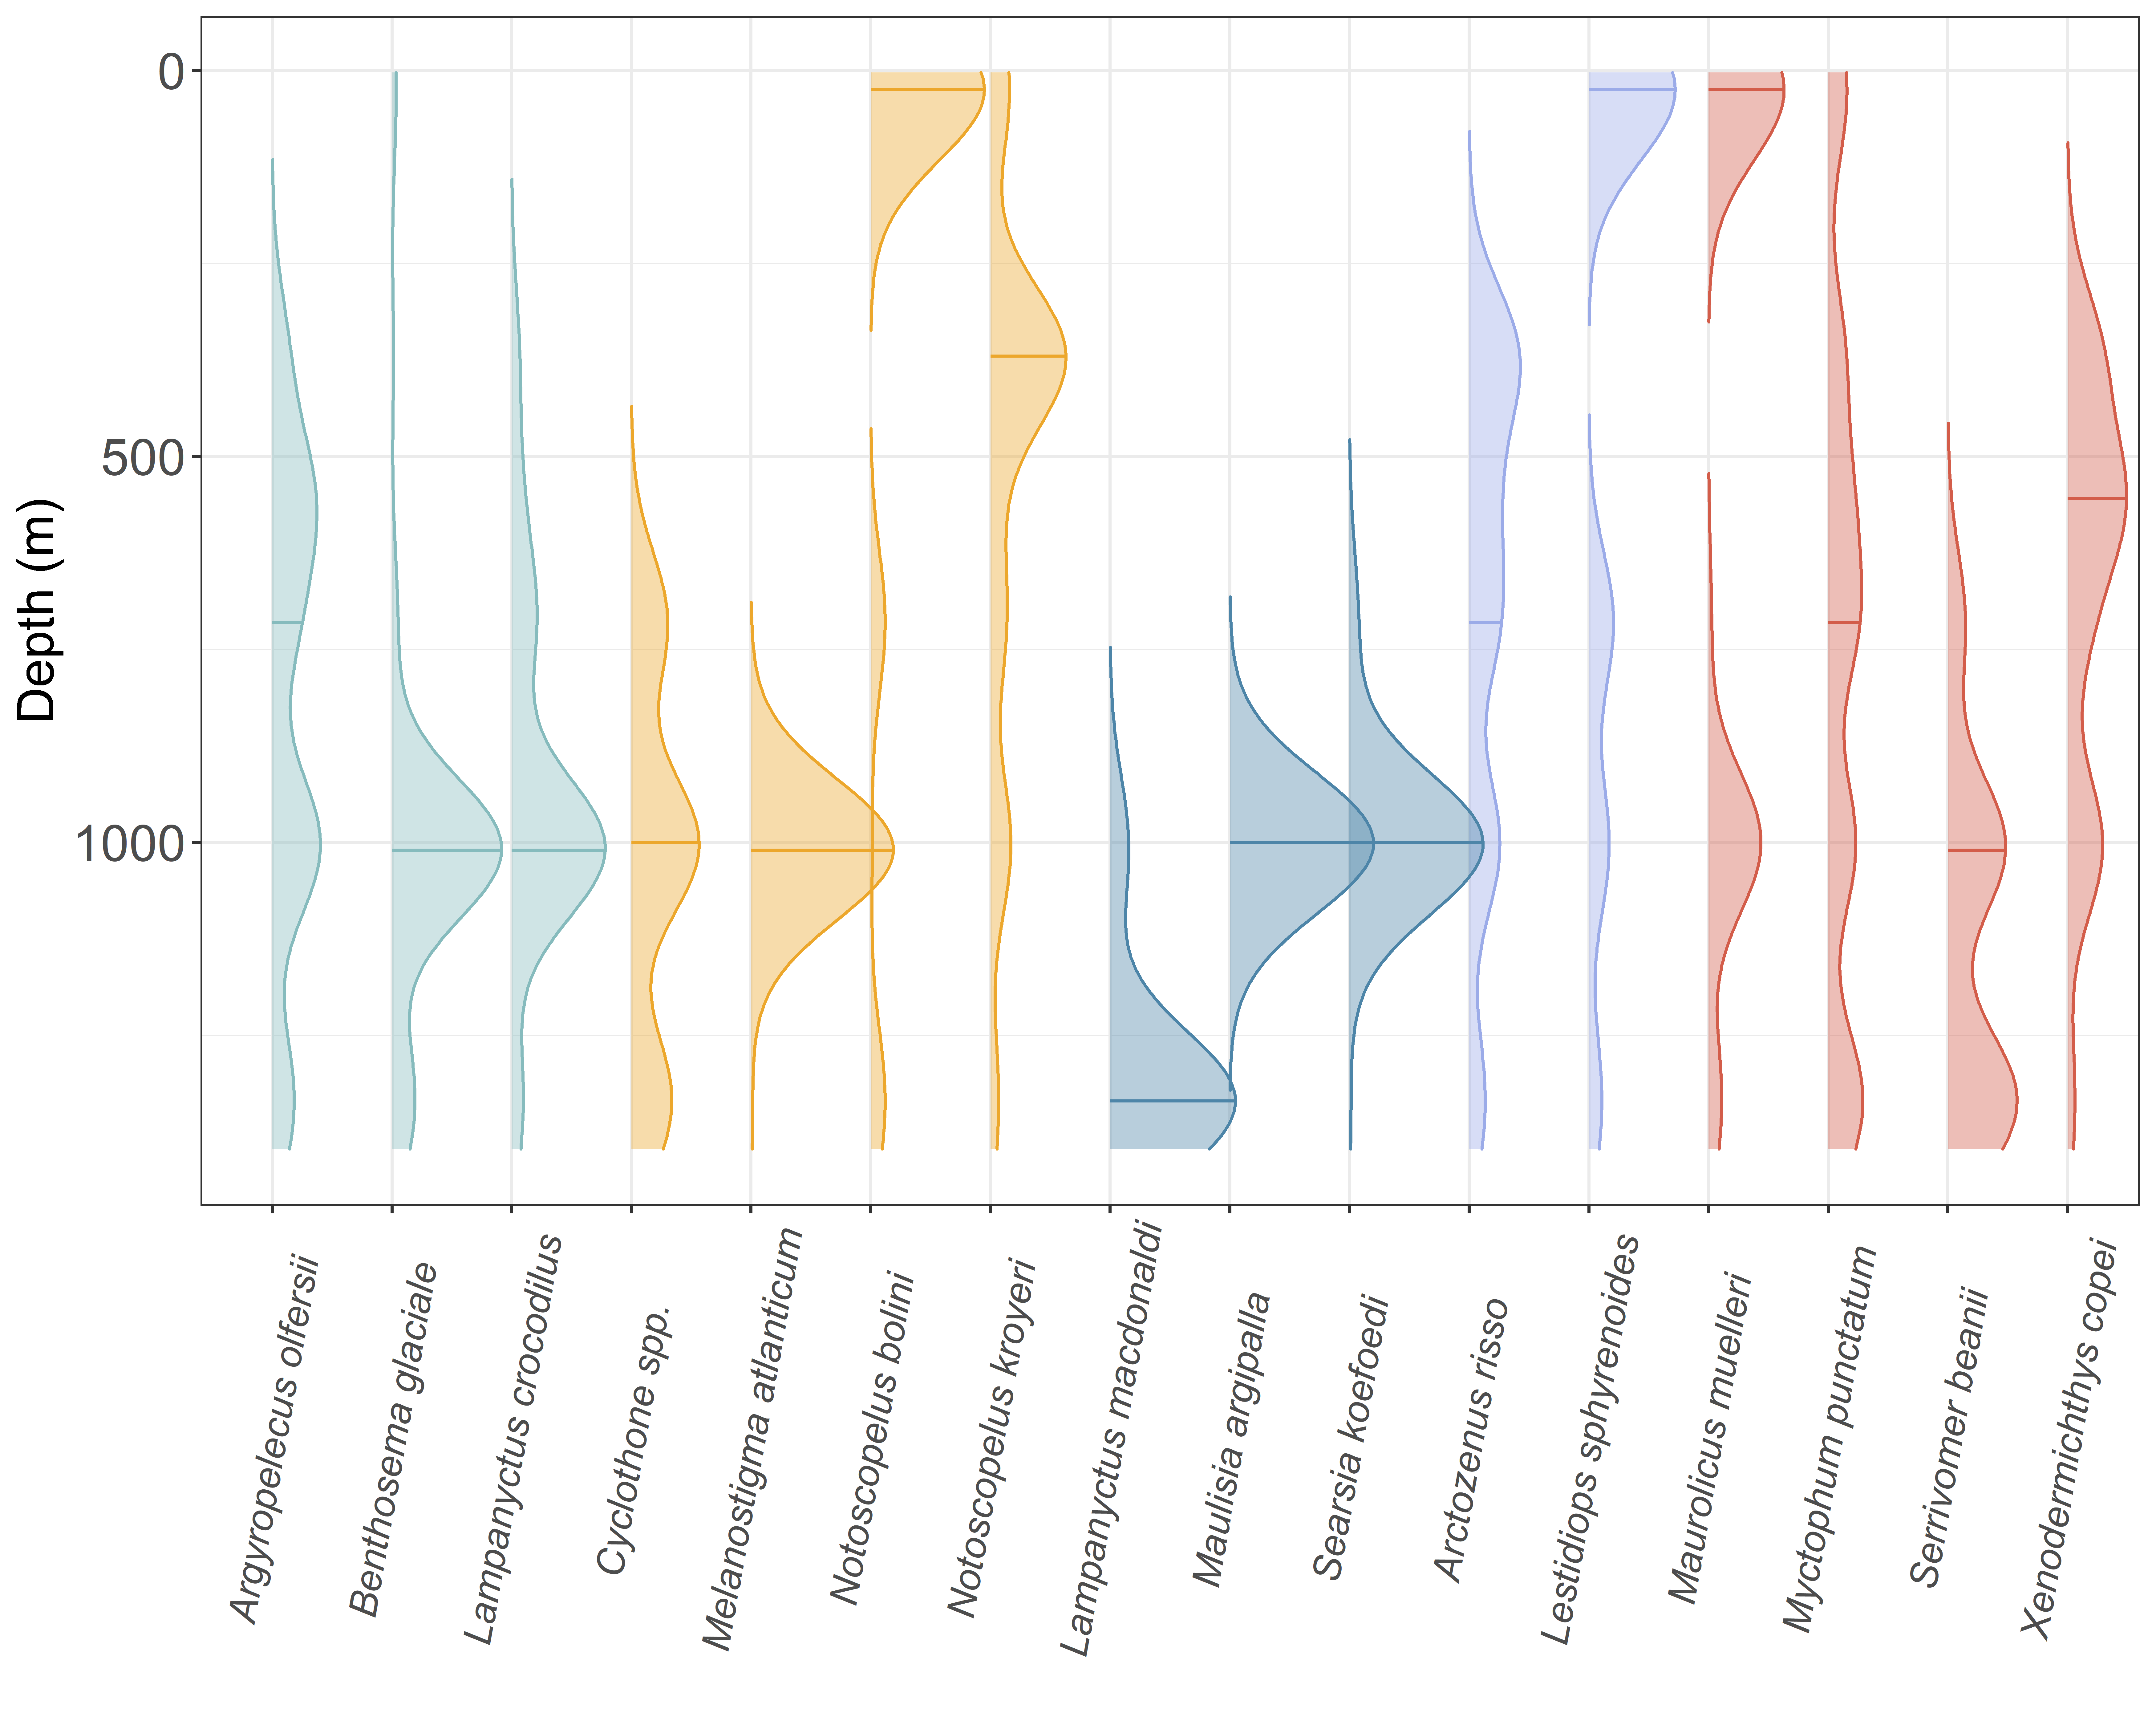 0
500
1000
Depth (m)
Argyropelecus olfersii
Benthosema glaciale
Lampanyctus crocodilus
Cyclothone spp.
Melanostigma atlanticum
Notoscopelus bolini
Notoscopelus kroyeri
Lampanyctus macdonaldi
Maulisia argipalla
Searsia koefoedi
Arctozenus risso
Lestidiops sphyrenoides
Maurolicus muelleri
Myctophum punctatum
Serrivomer beanii
Xenodermichthys copei